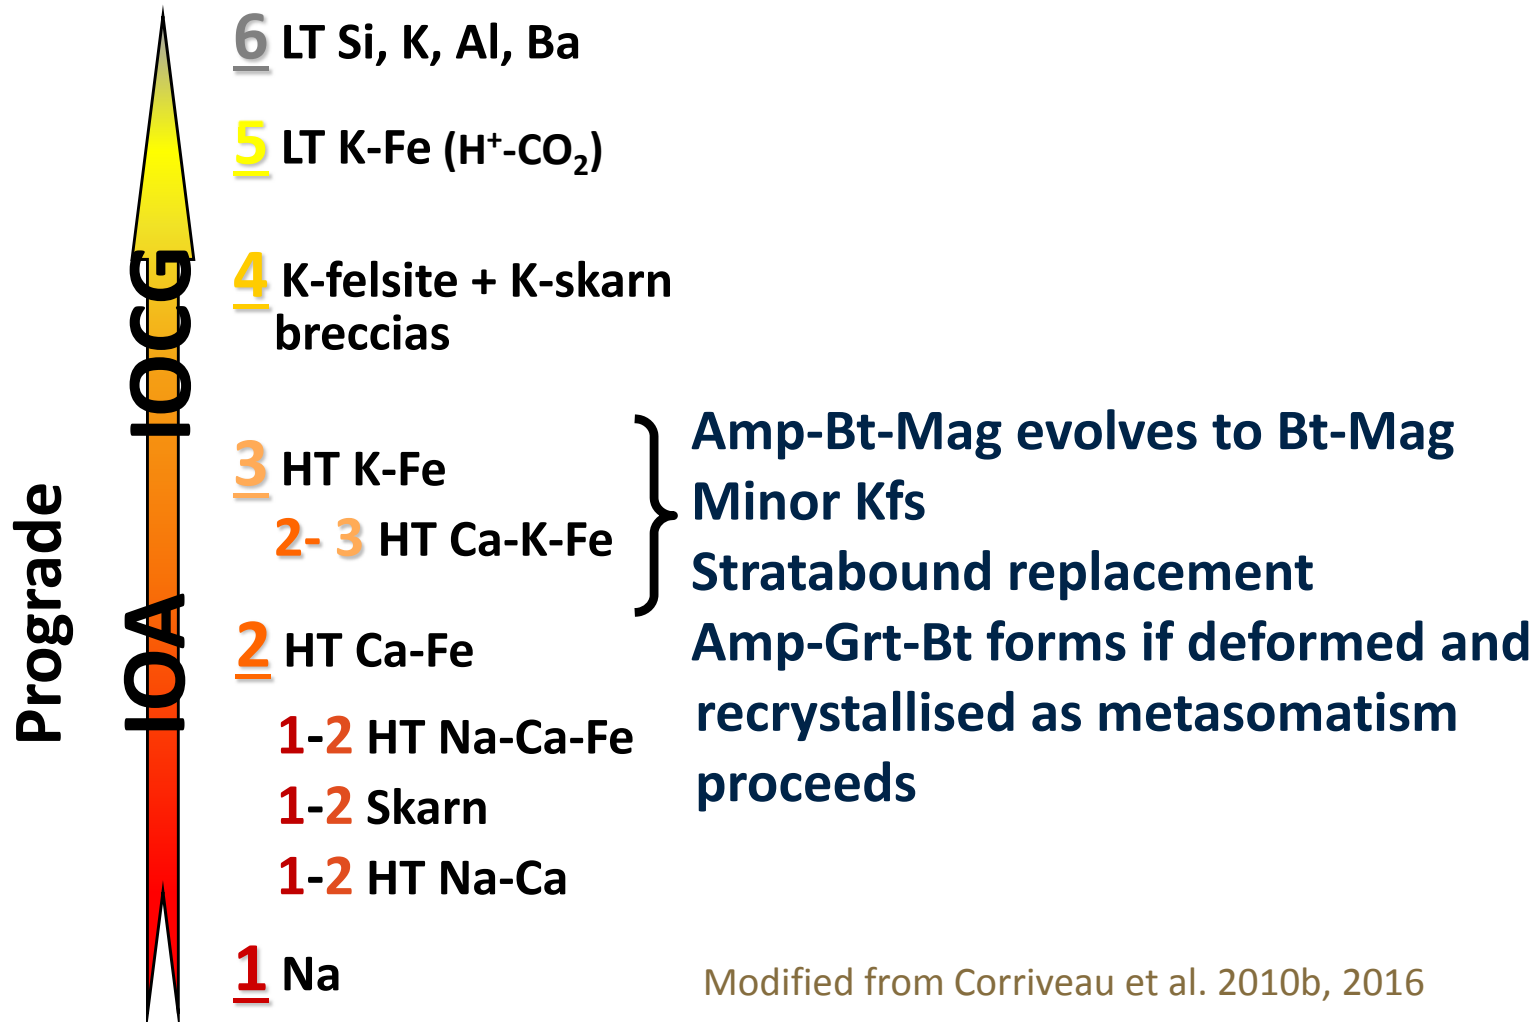 6 LT Si, K, Al, Ba
5 LT K-Fe (H⁺-CO₂)
4 K-felsite + K-skarn
breccias
3 HT K-Fe
2- 3 HT Ca-K-Fe
2 HT Ca-Fe
1-2 HT Na-Ca-Fe
1-2 Skarn
1-2 HT Na-Ca
1 Na
Prograde
IOA
IOCG
Amp-Bt-Mag evolves to Bt-Mag
Minor Kfs
Stratabound replacement
Amp-Grt-Bt forms if deformed and
recrystallised as metasomatism
proceeds
Modified from Corriveau et al. 2010b, 2016